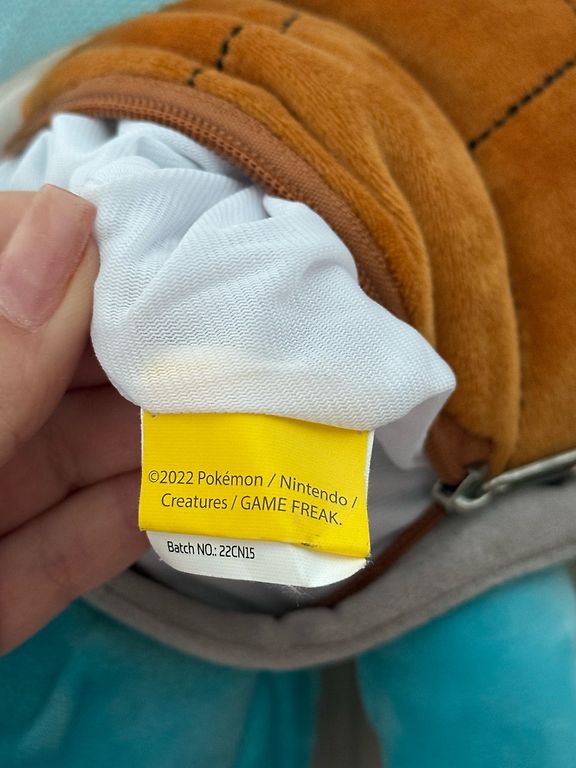 ©2022 Pokémon / Nintendo /
Creatures / GAME FREAK.
Batch NO.: 22CN15